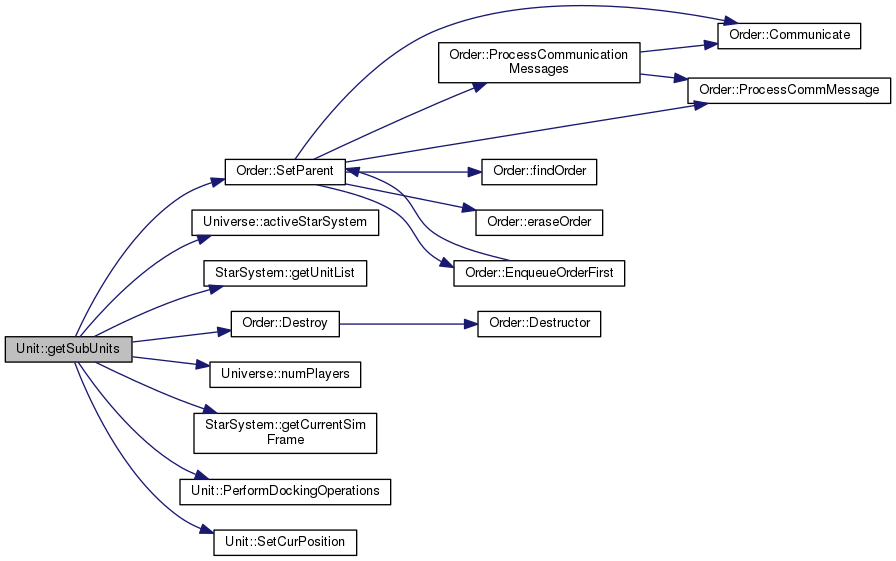 Order::Communicate
Order::ProcessCommunication
Messages
Order::ProcessCommMessage
Order::SetParent
Order::findOrder
Universe::activeStarSystem
Order::eraseOrder
StarSystem::getUnitList
Order::EnqueueOrderFirst
Order::Destroy
Order::Destructor
Unit::getSubUnits
Universe::numPlayers
StarSystem::getCurrentSim
Frame
Unit::PerformDockingOperations
Unit::SetCurPosition